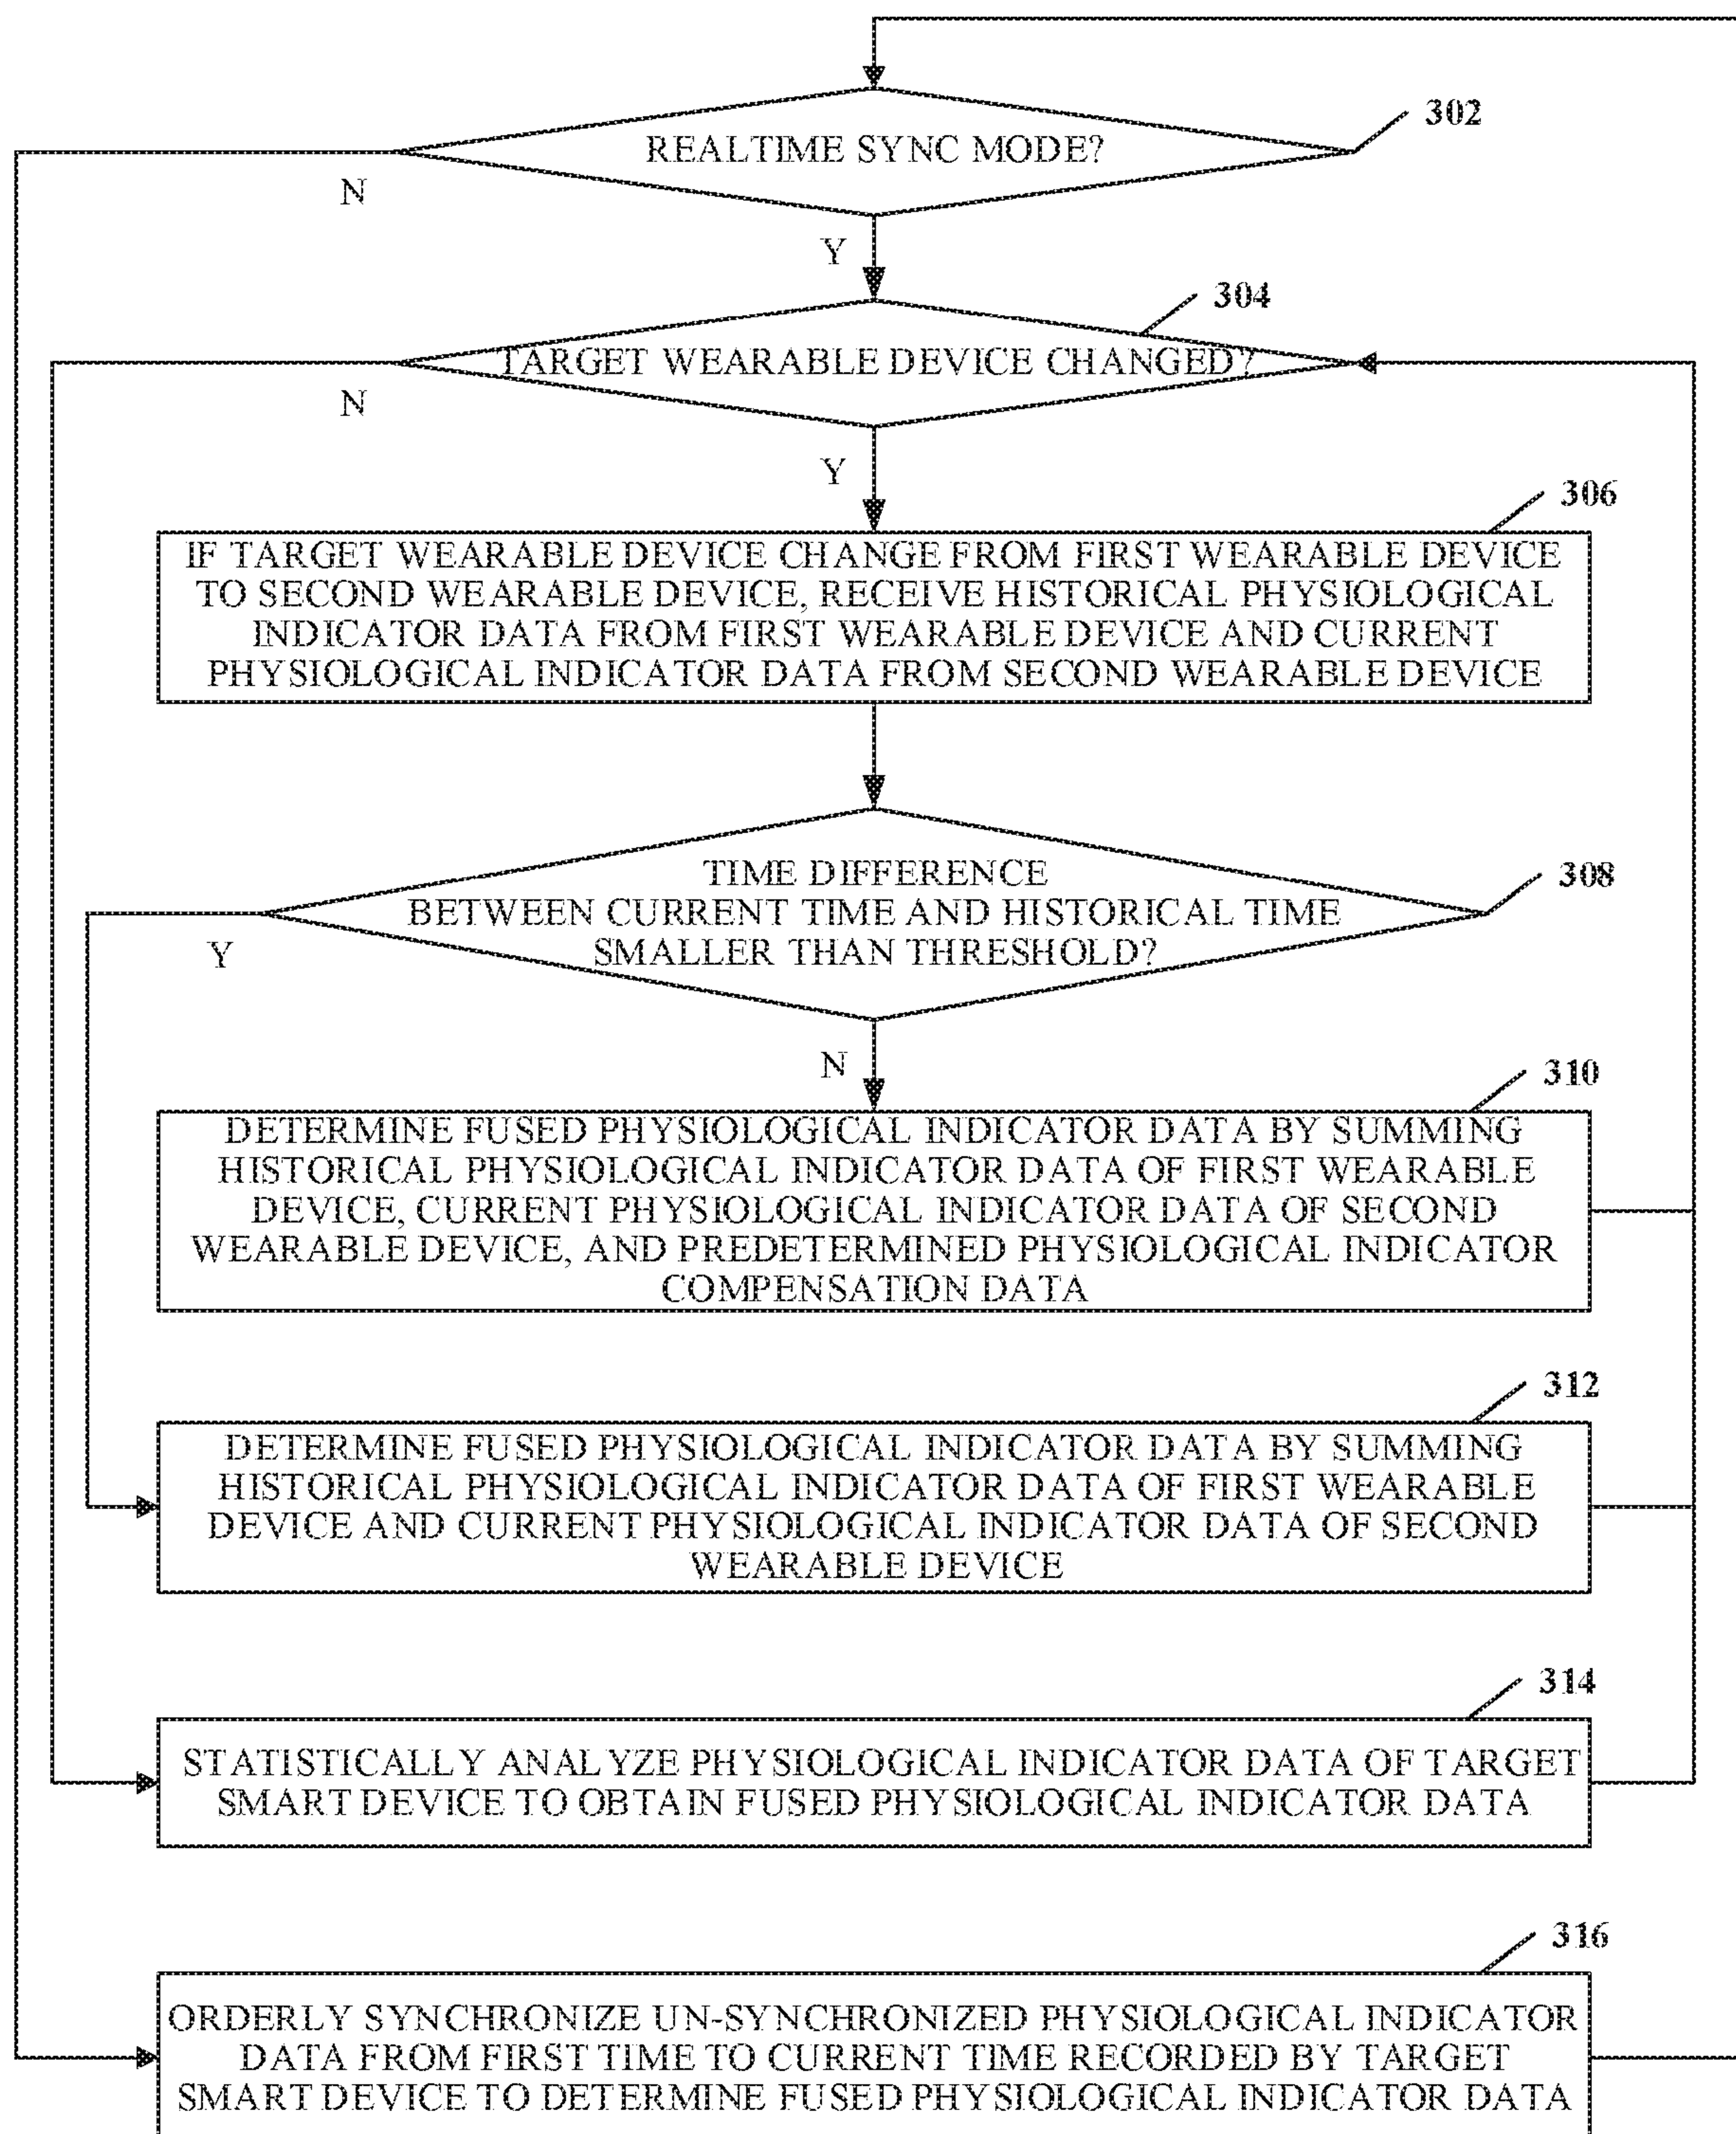 302
REALTIME SYNC MODE?
N
Y
304
TARGET WEARABLE DEVICE CHANGED?
N
Y
306
IF TARGET WEARABLE DEVICE CHANGE FROM FIRST WEARABLE DEVICE
TO SECOND WEARABLE DEVICE, RECEIVE HISTORICAL PHYSIOLOGICAL
INDICATOR DATA FROM FIRST WEARABLE DEVICE AND CURRENT
PHYSIOLOGICAL INDICATOR DATA FROM SECOND WEARABLE DEVICE
TIME DIFFERENCE
308
BETWEEN CURRENT TIME AND HISTORICAL TIME
SMALLER THAN THRESHOLD?
Y
N
310
DETERMINE FUSED PHYSIOLOGICAL INDICATOR DATA BY SUMMING
HISTORICAL PHYSIOLOGICAL INDICATOR DATA OF FIRST WEARABLE
DEVICE, CURRENT PHYSIOLOGICAL INDICATOR DATA OF SECOND
WEARABLE DEVICE, AND PREDETERMINED PHYSIOLOGICAL INDICATOR
COMPENSATION DATA
312
DETERMINE FUSED PHYSIOLOGICAL INDICATOR DATA BY SUMMING
HISTORICAL PHYSIOLOGICAL INDICATOR DATA OF FIRST WEARABLE
DEVICE AND CURRENT PHYSIOLOGICAL INDICATOR DATA OF SECOND
WEARABLE DEVICE
314
STATISTICALLY ANALYZE PHYSIOLOGICAL INDICATOR DATA OF TARGET
SMART DEVICE TO OBTAIN FUSED PHYSIOLOGICAL INDICATOR DATA
316
ORDERLY SYNCHRONIZE UN-SYNCHRONIZED PHYSIOLOGICAL INDICATOR
DATA FROM FIRST TIME TO CURRENT TIME RECORDED BY TARGET
SMART DEVICE TO DETERMINE FUSED PHYSIOLOGICAL INDICATOR DATA